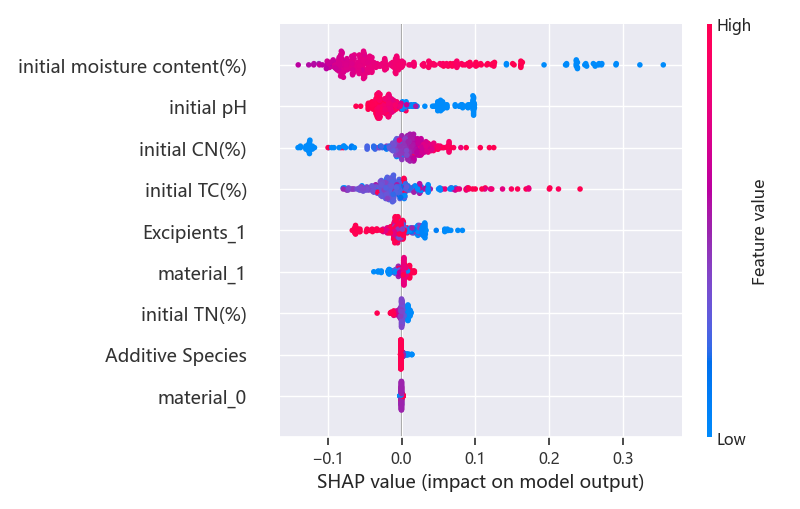 High
initial moisture content(%)
initial pH
initial CN(%)
initial TC(%)
Excipients_1
material_1
initial TN(%)
Additive Species
material_0
Feature value
Low
−0.1 0.0 0.1 0.2 0.3
SHAP value (impact on model output)